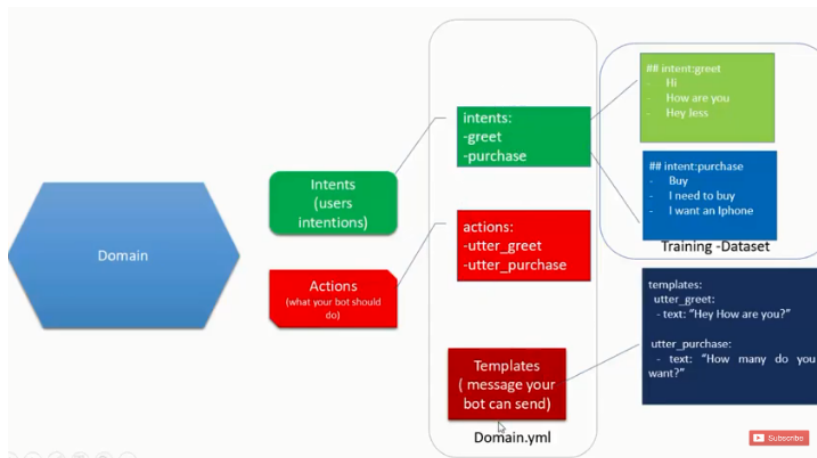 Domain
Intents
(users
intentions)
Actions
(what your bot should
do)
intents:
-greet
-purchase
actions:
-utter_greet
-utter_purchase
Templates
( message your
bot can send)
Domain.yml
## intent:greet
- Hi
- How are you
- Hey less
## intent:purchase
- Buy
- I need to buy
- I want an Iphone
Training -Dataset
templates:
utter_greet:
- text: “Hey How are you?”
utter_purchase:
- text: “How many do you
want?”
Subscribe